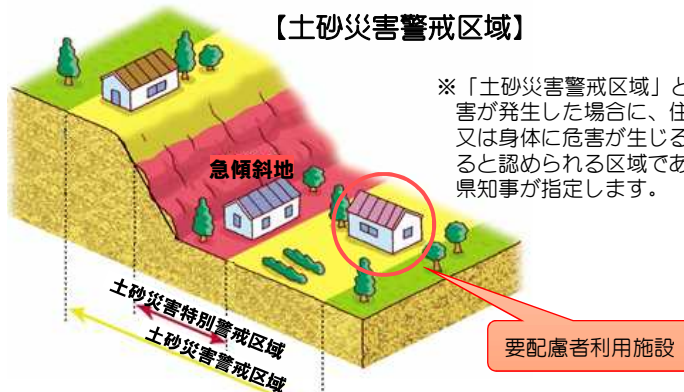 【土砂災害警戒区域】
※「土砂災害警戒区域」と
害が発生した場合に、住
又は身体に危害が生じる
ると認められる区域であ
県知事が指定します。
急傾斜地
土砂災害特別警戒区域
土砂災害警戒区域
要配慮者利用施設